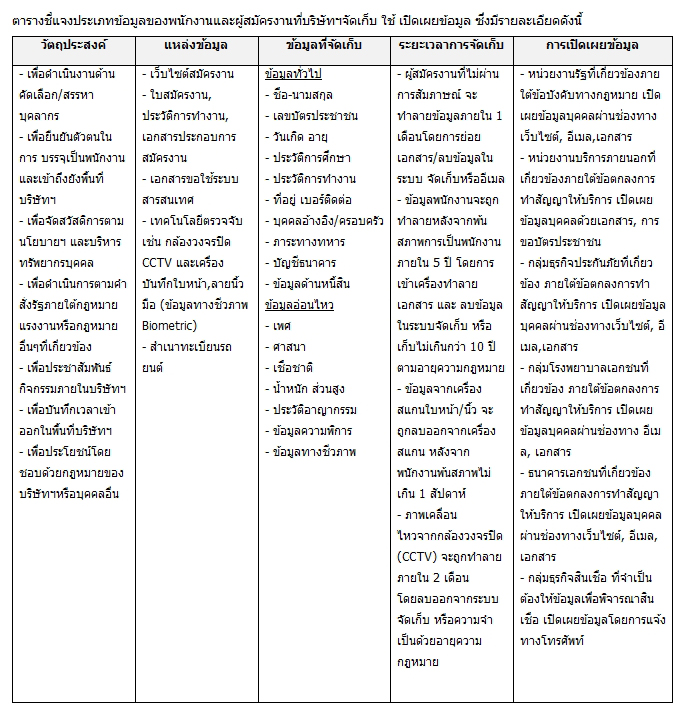 ตารางชี้แจงประเภทข้อมูลของพนักงานและผู้สมัครงานที่บริษัทฯจัดเก็บ ใช้ เปิดเผยข้อมูล ซึ่งมีรายละเอียดดังนี้
วัตถุประสงค์
- เพื่อดำเนินงานด้าน
คัดเลือก/สรรหา
บุคลากร
- เพื่อยืนยันตัวตนใน
การ บรรจุเป็นพนักงาน
และเข้าถึงยังพื้นที่
บริษัทฯ
- เพื่อจัดสวัสดิการตาม
นโยบายฯ และบริหาร
ทรัพยากรบุคคล
- เพื่อดำเนินการตามคำ
สั่งรัฐภายใต้กฎหมาย
แรงงานหรือกฎหมาย
อื่นๆที่เกี่ยวข้อง
- เพื่อประชาสัมพันธ์
กิจกรรมภายในบริษัทฯ
- เพื่อบันทึกเวลาเข้า
ออกในพื้นที่บริษัทฯ
- เพื่อประโยชน์โดย
ชอบด้วยกฎหมายของ
บริษัทฯหรือบุคคลอื่น
แหล่งข้อมูล
- เว็บไซต์สมัครงาน
- ใบสมัครงาน,
ประวัติการทำงาน,
เอกสารประกอบการ
สมัครงาน
- เอกสารขอใช้ระบบ
สารสนเทศ
- เทคโนโลยีตรวจจับ
เช่น กล้องวงจรปิด
CCTV และเครื่อง
บันทึกใบหน้า,ลายนิ้ว
มือ (ข้อมูลทางชีวภาพ
Biometric)
- สำเนาทะเบียนรถ
ยนต์
ข้อมูลที่จัดเก็บ
ข้อมูลทั่วไป
- ชื่อ-นามสกุล
- เลขบัตรประชาชน
- วันเกิด อายุ
- ประวัติการศึกษา
- ประวัติการทำงาน
- ที่อยู่ เบอร์ติดต่อ
- บุคคลอ้างอิง/ครอบครัว
- ภาระทางทหาร
- บัญชีธนาคาร
- ข้อมูลด้านหนี้สิน
ข้อมูลอ่อนไหว
- เพศ
- ศาสนา
- เชื้อชาติ
- น้ำหนัก ส่วนสูง
- ประวัติอาญากรรม
- ข้อมูลความพิการ
- ข้อมูลทางชีวภาพ
ระยะเวลาการจัดเก็บ
- ผู้สมัครงานที่ไม่ผ่าน
การสัมภาษณ์ จะ
ทำลายข้อมูลภายใน 1
เดือนโดยการย่อย
เอกสาร/ลบข้อมูลใน
ระบบ จัดเก็บหรืออีเมล
- ข้อมูลพนักงานจะถูก
ทำลายหลังจากพ้น
สภาพการเป็นพนักงาน
ภายใน 5 ปี โดยการ
เข้าเครื่องทำลาย
เอกสาร และ ลบข้อมูล
ในระบบจัดเก็บ หรือ
เก็บไม่เกินกว่า 10 ปี
ตามอายุความกฎหมาย
- ข้อมูลจากเครื่อง
สแกนใบหน้า/นิ้ว จะ
ถูกลบออกจากเครื่อง
สแกน หลังจาก
พนักงานพ้นสภาพไม่
เกิน 1 สัปดาห์
- ภาพเคลื่อน
ไหวจากกล้องวงจรปิด
(CCTV) จะถูกทำลาย
ภายใน 2 เดือน
โดยลบออกจากระบบ
จัดเก็บ หรือความจำ
เป็นด้วยอายุความ
กฎหมาย
การเปิดเผยข้อมูล
- หน่วยงานรัฐที่เกี่ยวข้องภาย
ใต้ข้อบังคับทางกฎหมาย เปิด
เผยข้อมูลบุคคลผ่านช่องทาง
เว็บไซต์, อีเมล,เอกสาร
- หน่วยงานบริการภายนอกที่
เกี่ยวข้องภายใต้ข้อตกลงการ
ทำสัญญาให้บริการ เปิดเผย
ข้อมูลบุคคลด้วยเอกสาร, การ
ขอบัตรประชาชน
- กลุ่มธุรกิจประกันภัยที่เกี่ยว
ข้อง ภายใต้ข้อตกลงการทำ
สัญญาให้บริการ เปิดเผยข้อมูล
บุคคลผ่านช่องทางเว็บไซต์, อี
เมล,เอกสาร
- กลุ่มโรงพยาบาลเอกชนที่
เกี่ยวข้อง ภายใต้ข้อตกลงการ
ทำสัญญาให้บริการ เปิดเผย
ข้อมูลบุคคลผ่านช่องทาง อีเม
ล, เอกสาร
- ธนาคารเอกชนที่เกี่ยวข้อง
ภายใต้ข้อตกลงการทำสัญญา
ให้บริการ เปิดเผยข้อมูลบุคคล
ผ่านช่องทางเว็บไซต์, อีเมล,
เอกสาร
- กลุ่มธุรกิจสินเชื่อ ที่จำเป็น
ต้องให้ข้อมูลเพื่อพิจารณาสิน
เชื่อ เปิดเผยข้อมูลโดยการแจ้ง
ทางโทรศัพท์